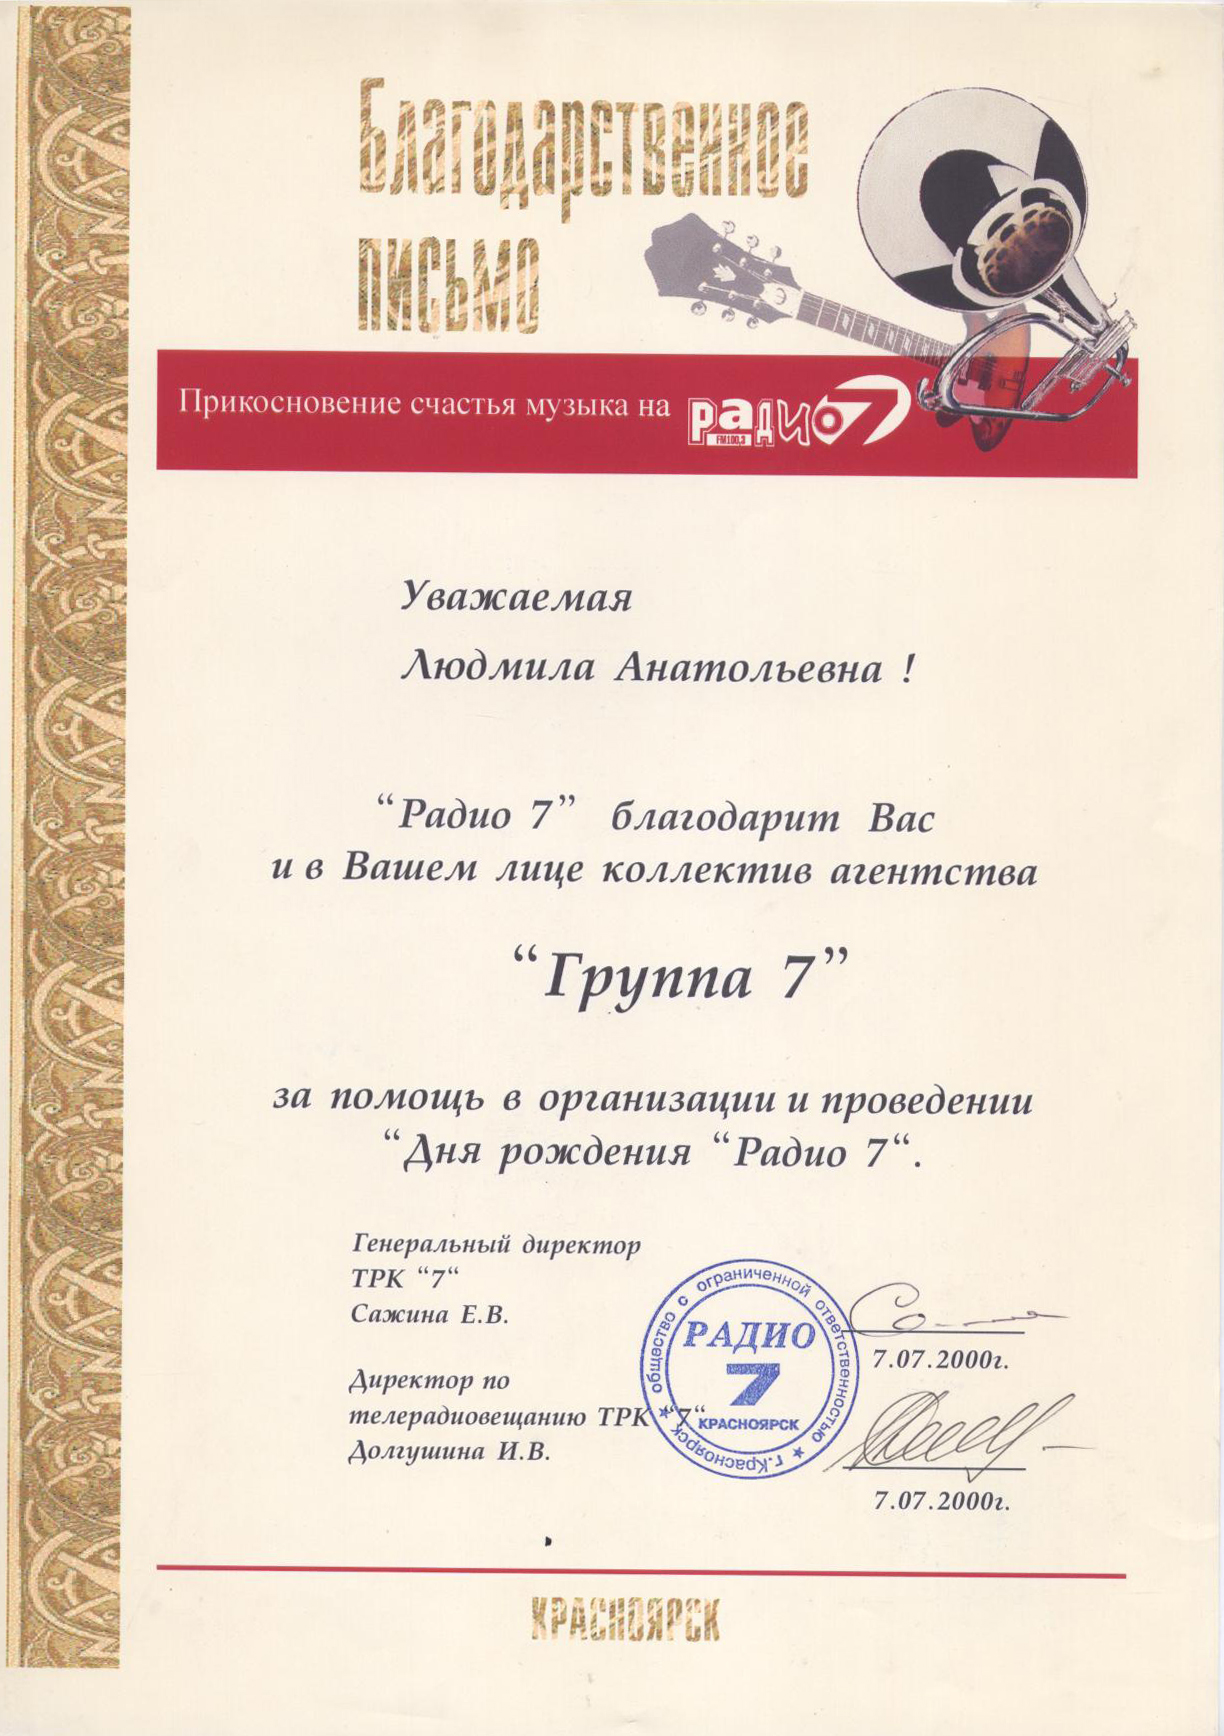 Благодарственное
письмо
Прикосновение счастья музыка на радио 7
FM100,3
Уважаемая
Людмила Анатольевна !
“Радио 7” благодарит Вас
и в Вашем лице коллектив агентства
“Группа 7”
за помощь в организации и проведении
“Дня рождения “Радио 7“.
Генеральный директор
ТРК “7“
Сажина Е.В.
7.07.2000г.
Директор по
телерадиовещанию ТРК “7“
Долгушина И.В.
7.07.2000г.
общество с ограниченной ответственностью
РАДИО
7
КРАСНОЯРСК
г.Красноярск
КРАСНОЯРСК